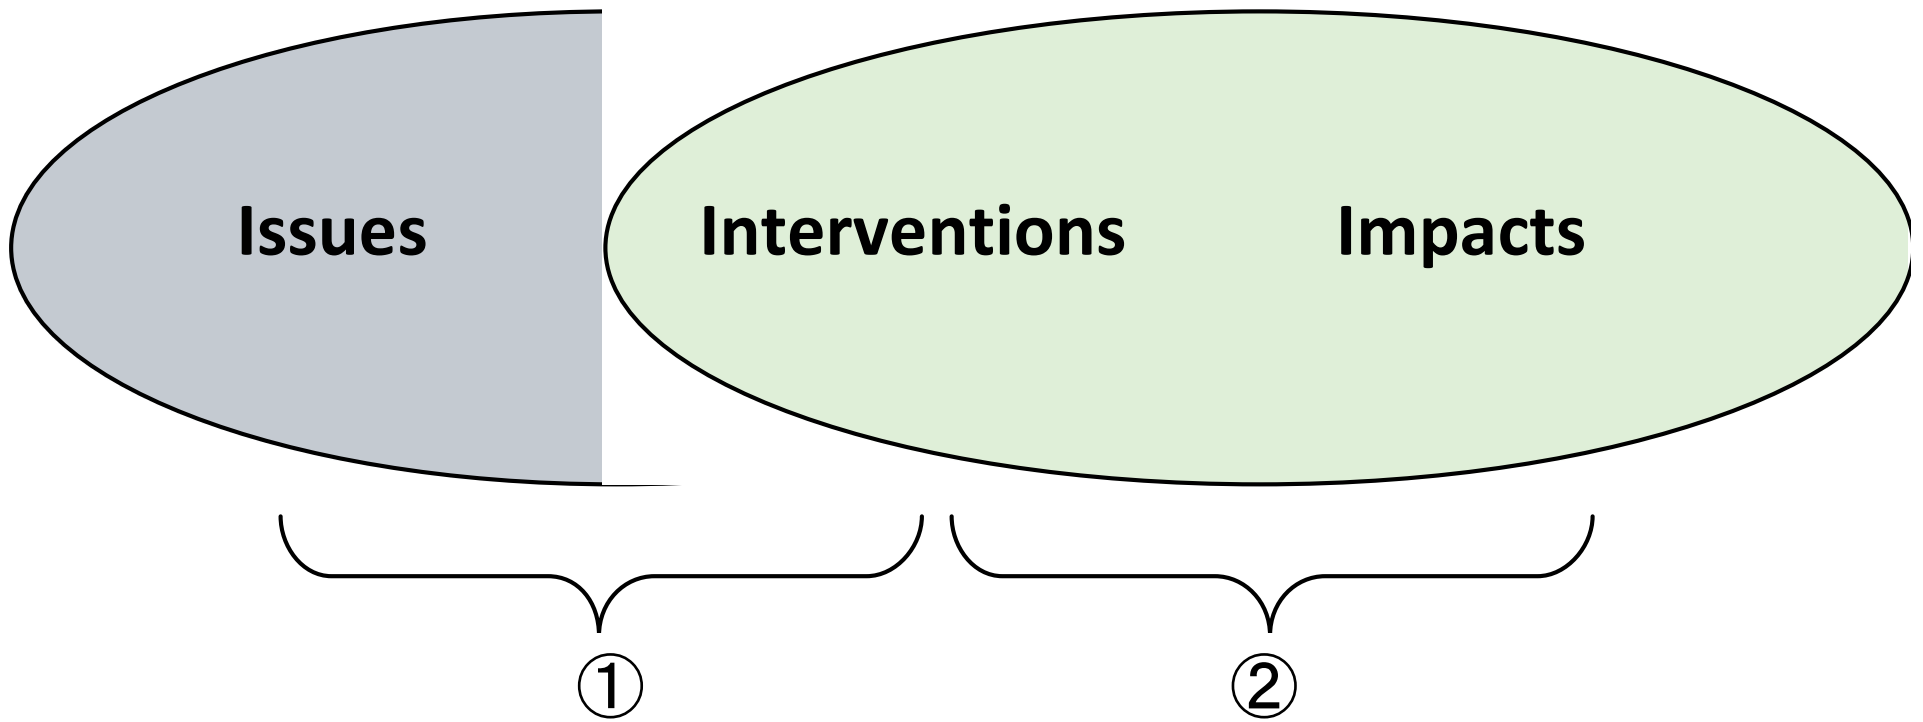 Issues Interventions Impacts
① ②